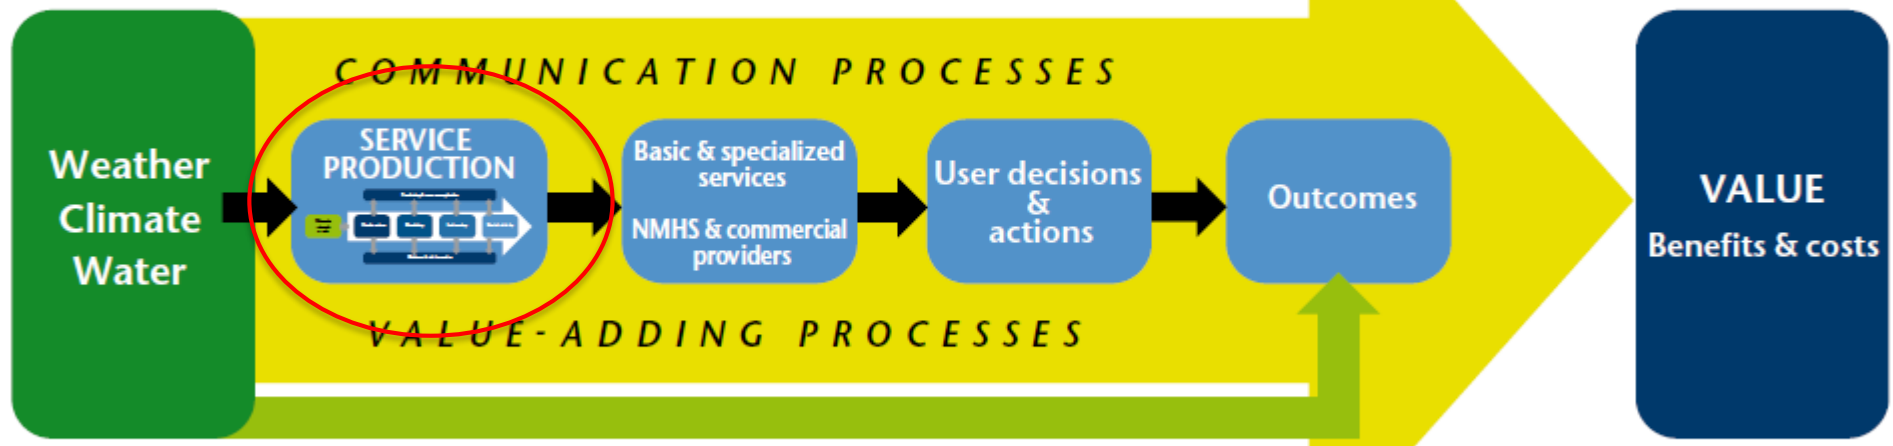 COMMUNICATION PROCESSES
Weather
Climate
Water
SERVICE
PRODUCTION
Basic & specialized
services
NMHS & commercial
providers
User decisions
&
actions
Outcomes
VALUE-ADDING PROCESSES
VALUE
Benefits & costs